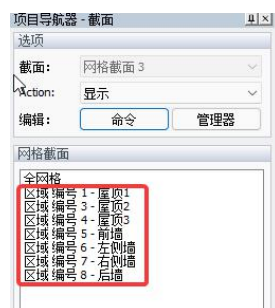 项目导航器 - 截面
选项
截面： 网格截面 3
Action: 显示
编辑： 命令 管理器
网格截面
全网格
区域 编号 1 - 屋顶1
区域 编号 3 - 屋顶2
区域 编号 4 - 屋顶3
区域 编号 5 - 前墙
区域 编号 6 - 左侧墙
区域 编号 7 - 右侧墙
区域 编号 8 - 后墙